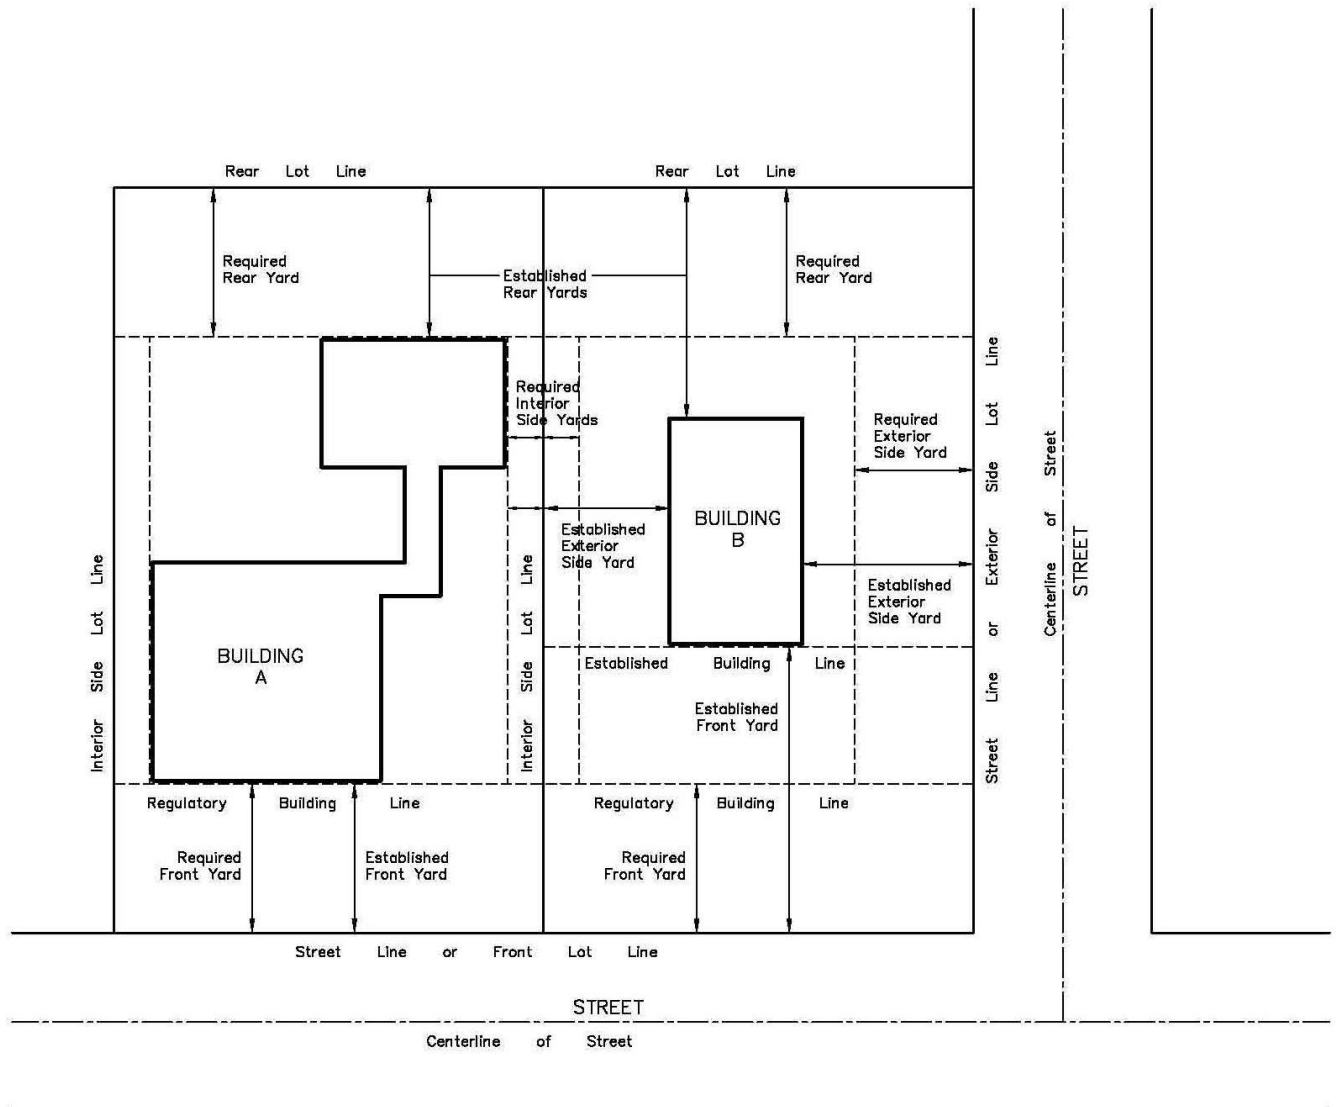 Rear Lot Line
Rear Lot Line
Required
Rear Yard
Established
Rear Yards
Required
Rear Yard
Required
Interior
Side Yards
Required
Exterior
Side Yard
BUILDING
B
Established
Exterior
Side Yard
Established
Exterior
Side Yard
Interior Side Lot Line
Interior Side Lot Line
Street Line or Exterior Side Lot Line
Centerline of Street
STREET
BUILDING
A
Established Building Line
Established
Front Yard
Regulatory Building Line
Regulatory Building Line
Required
Front Yard
Established
Front Yard
Required
Front Yard
Street Line or Front Lot Line
STREET
Centerline of Street